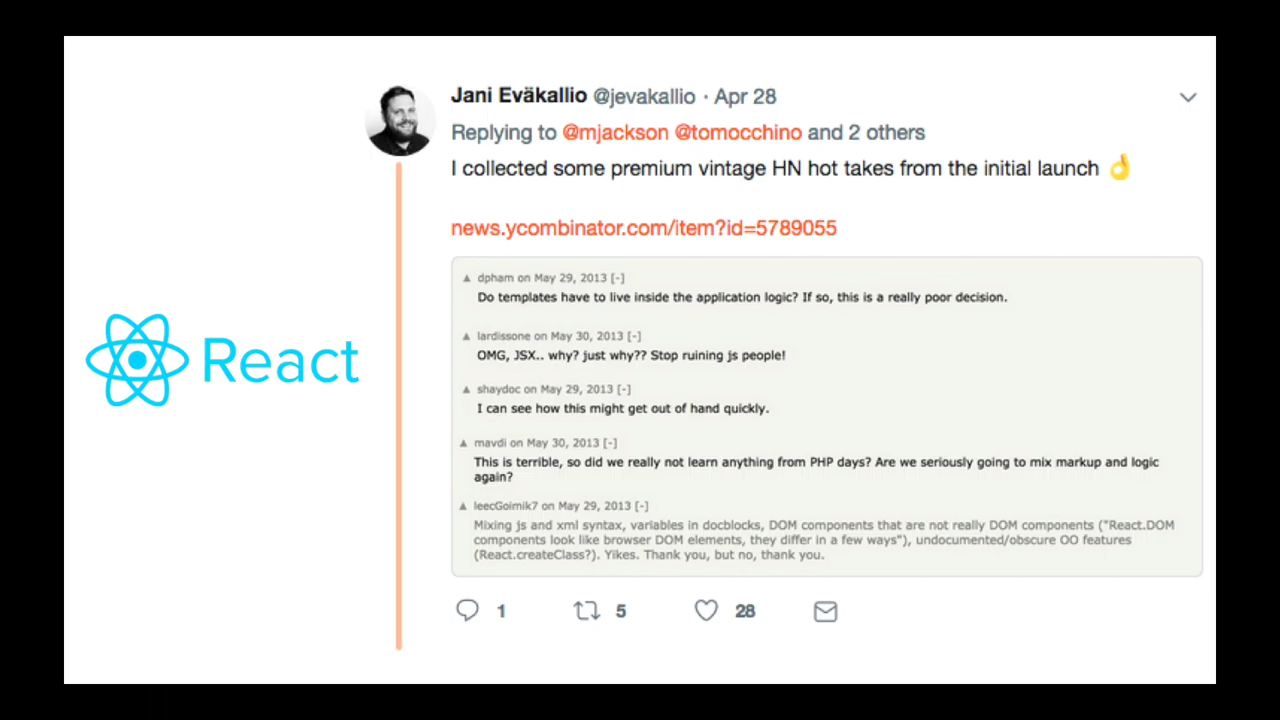 React
Jani Eväkallio @jevakallio · Apr 28
Replying to @mjackson @tomocchino and 2 others
I collected some premium vintage HN hot takes from the initial launch 👌
news.ycombinator.com/item?id=5789055
dpham on May 29, 2013 [-]
Do templates have to live inside the application logic? If so, this is a really poor decision.
lardissone on May 30, 2013 [-]
OMG, JSX.. why? just why?? Stop ruining js people!
shaydoc on May 29, 2013 [-]
I can see how this might get out of hand quickly.
mavdi on May 30, 2013 [-]
This is terrible, so did we really not learn anything from PHP days? Are we seriously going to mix markup and logic
again?
leecGoimik7 on May 29, 2013 [-]
Mixing js and xml syntax, variables in docblocks, DOM components that are not really DOM components ("React.DOM
components look like browser DOM elements, they differ in a few ways"), undocumented/obscure OO features
(React.createClass?). Yikes. Thank you, but no, thank you.
1 5 28